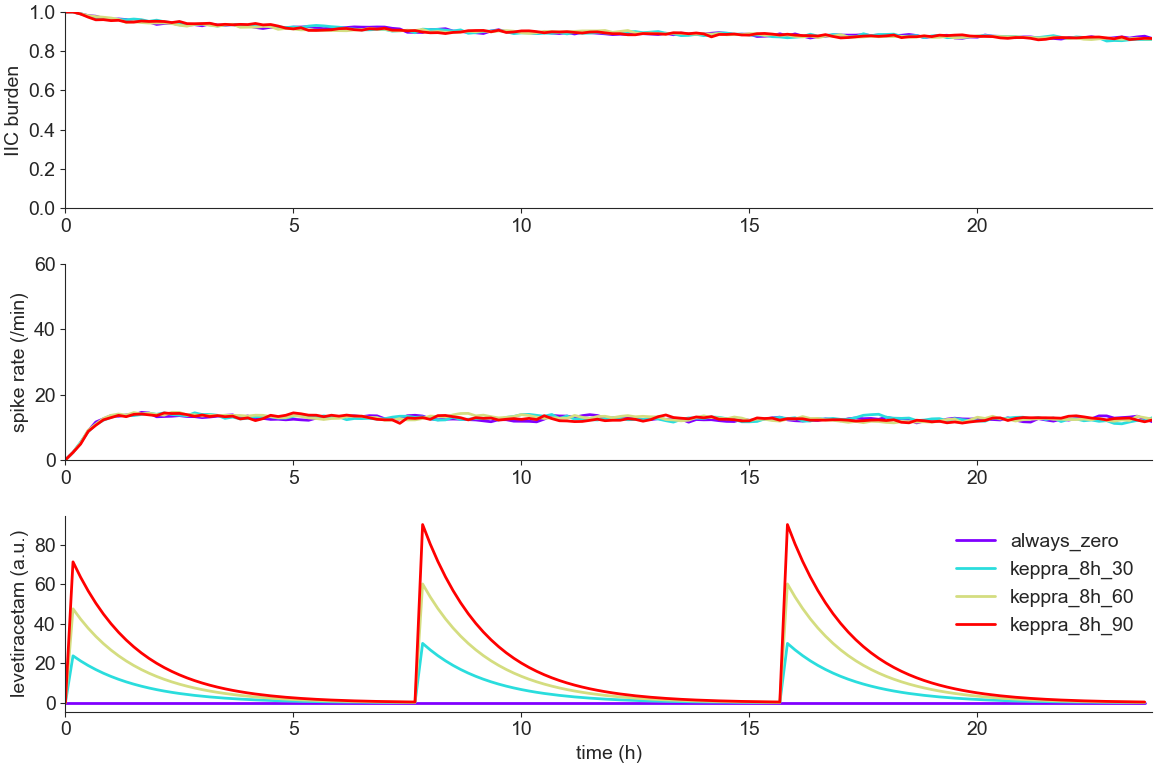 IIC burden
1.0
0.8
0.6
0.4
0.2
0.0
0 5 10 15 20
spike rate (/min)
60
40
20
0
0 5 10 15 20
levetiracetam (a.u.)
80
60
40
20
0
always_zero
keppra_8h_30
keppra_8h_60
keppra_8h_90
0 5 10 15 20
time (h)